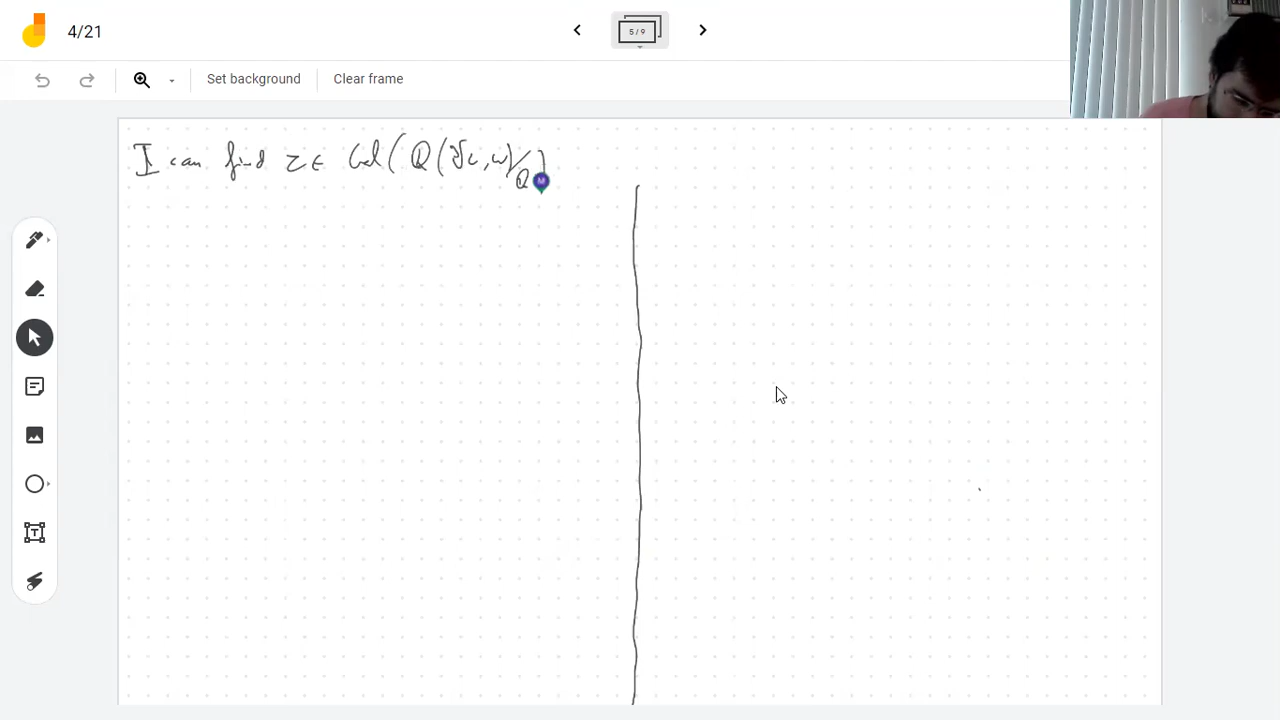 4/21
5 / 9
Set background
Clear frame
I can find τ ∈ Gal( Q(∛2, ω)/Q )
M
T